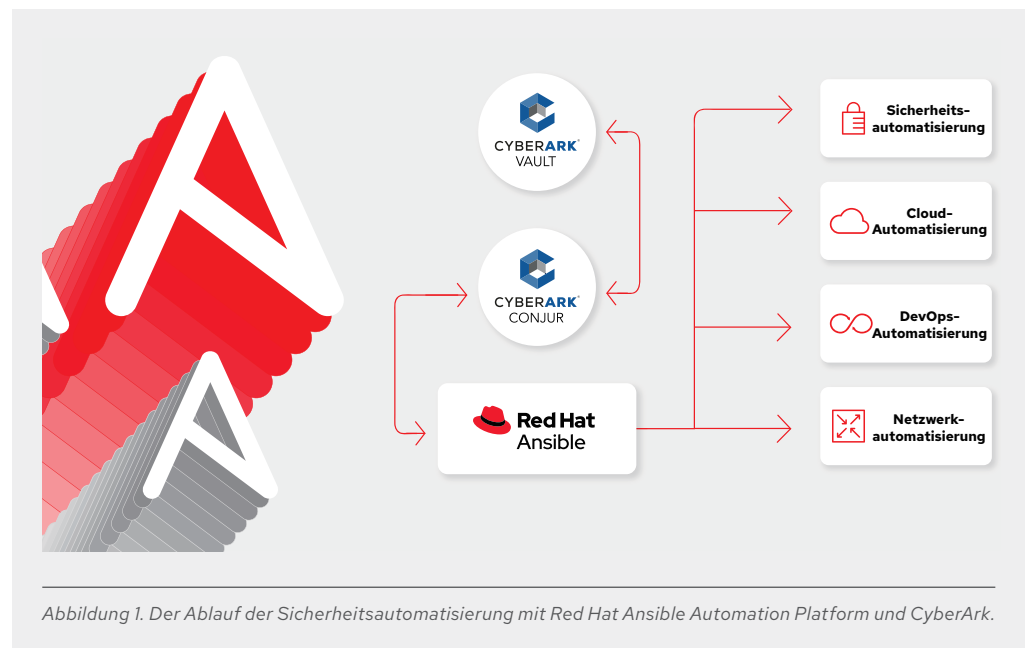 CYBERARK®
VAULT
CYBERARK®
CONJUR
Red Hat
Ansible
Sicherheits-
automatisierung
Cloud-
Automatisierung
DevOps-
Automatisierung
Netzwerk-
automatisierung
Abbildung 1. Der Ablauf der Sicherheitsautomatisierung mit Red Hat Ansible Automation Platform und CyberArk.